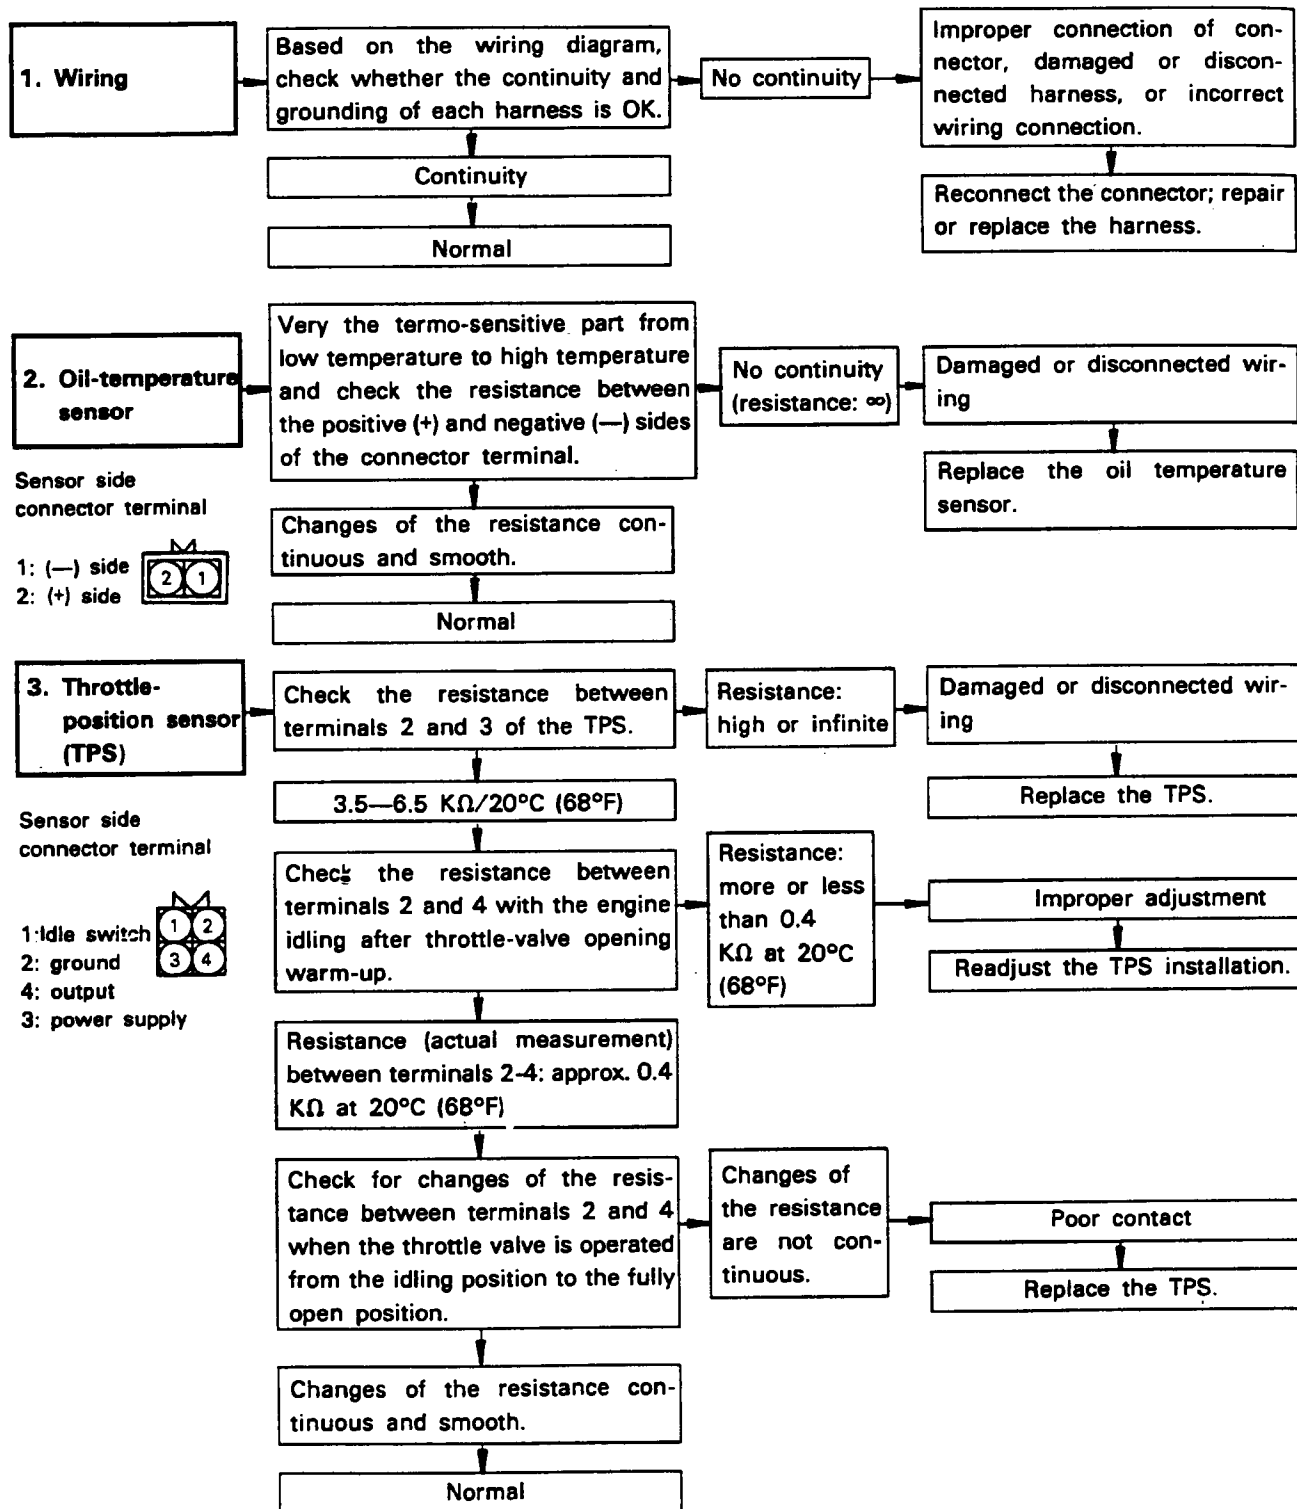 1. Wiring
Based on the wiring diagram,
check whether the continuity and
grounding of each harness is OK.
No continuity
Improper connection of con-
nector, damaged or discon-
nected harness, or incorrect
wiring connection.
Continuity
Reconnect the connector; repair
or replace the harness.
Normal
2. Oil-temperature
sensor
Very the termo-sensitive part from
low temperature to high temperature
and check the resistance between
the positive (+) and negative (—) sides
of the connector terminal.
No continuity
(resistance: ∞)
Damaged or disconnected wir-
ing
Replace the oil temperature
sensor.
Sensor side
connector terminal
1: (—) side
2: (+) side
2 1
Changes of the resistance con-
tinuous and smooth.
Normal
3. Throttle-
position sensor
(TPS)
Check the resistance between
terminals 2 and 3 of the TPS.
Resistance:
high or infinite
Damaged or disconnected wir-
ing
Replace the TPS.
3.5—6.5 KΩ/20°C (68°F)
Sensor side
connector terminal
1:Idle switch
2: ground
4: output
3: power supply
1 2
3 4
Check the resistance between
terminals 2 and 4 with the engine
idling after throttle-valve opening
warm-up.
Resistance:
more or less
than 0.4
KΩ at 20°C
(68°F)
Improper adjustment
Readjust the TPS installation.
Resistance (actual measurement)
between terminals 2-4: approx. 0.4
KΩ at 20°C (68°F)
Check for changes of the resis-
tance between terminals 2 and 4
when the throttle valve is operated
from the idling position to the fully
open position.
Changes of
the resistance
are not con-
tinuous.
Poor contact
Replace the TPS.
Changes of the resistance con-
tinuous and smooth.
Normal